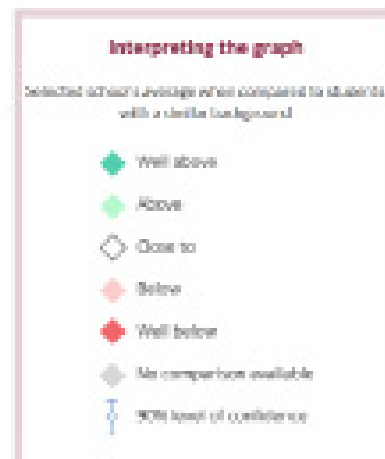 Interpreting the graph
Selected school's average when compared to students
with a similar background
Well above
Above
Close to
Below
Well below
No comparison available
90% level of confidence